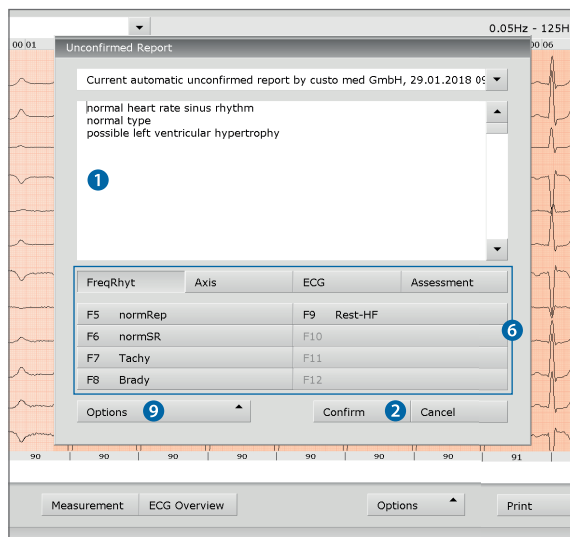 0.05Hz - 125H
00 01
00 06
Unconfirmed Report
Current automatic unconfirmed report by custo med GmbH, 29.01.2018 09
normal heart rate sinus rhythm
normal type
possible left ventricular hypertrophy
1
FreqRhyt Axis ECG Assessment
F5 normRep F9 Rest-HF
F6 normSR F10
6
F7 Tachy F11
F8 Brady F12
Options 9 Confirm 2 Cancel
90 90 90 90 90 90 90 91
Measurement ECG Overview Options Print